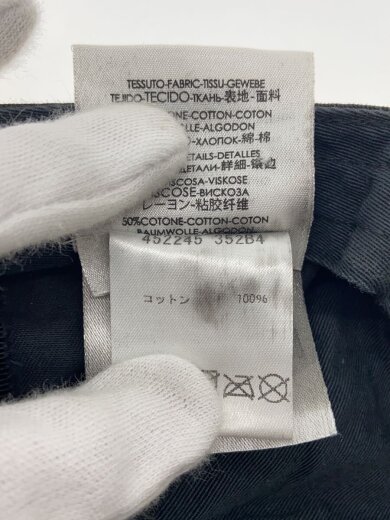 TESSUTO-FABRIC-TISSU-GEWEBE
TEJIDO-TECIDO-ТКАНЬ-表地-面料
COTONE-COTTON-COTON
WOLLE-ALGODON
ХЛОПОК-綿-棉
DETAILS-DETALLES
ДЕТАЛИ-詳細-镶边
VISCOSA-VISKOSE
VISCOSE-ВИСКОЗА
レーヨン-粘胶纤维
50%COTONE-COTTON-COTON
BAUMWOLLE-ALGODON
452245 352B4
コットン 100%